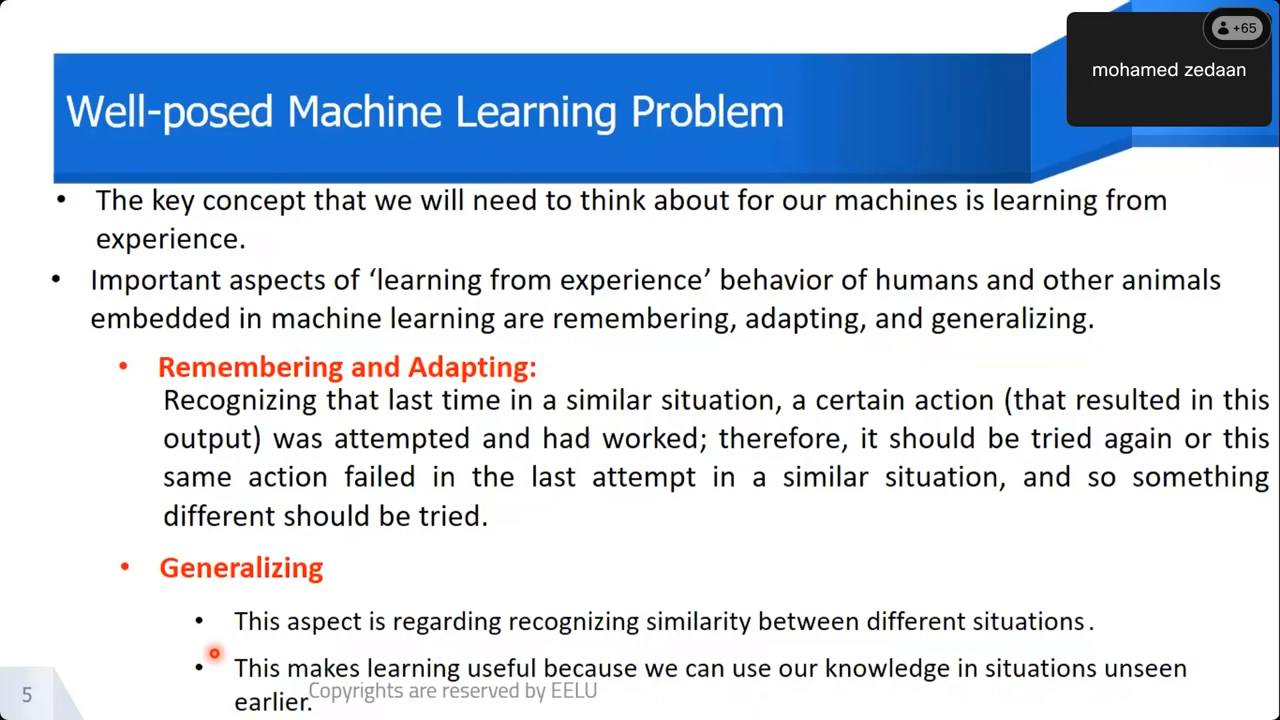 +65
mohamed zedaan
Well-posed Machine Learning Problem
• The key concept that we will need to think about for our machines is learning from
experience.
• Important aspects of ‘learning from experience’ behavior of humans and other animals
embedded in machine learning are remembering, adapting, and generalizing.
• Remembering and Adapting:
Recognizing that last time in a similar situation, a certain action (that resulted in this
output) was attempted and had worked; therefore, it should be tried again or this
same action failed in the last attempt in a similar situation, and so something
different should be tried.
• Generalizing
• This aspect is regarding recognizing similarity between different situations.
• This makes learning useful because we can use our knowledge in situations unseen
earlier.
Copyrights are reserved by EELU
5